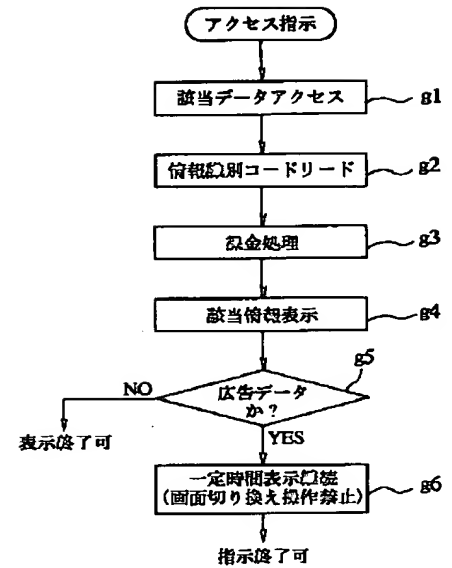 アクセス指示
該当データアクセス
g1
情報識別コードリード
g2
課金処理
g3
該当情報表示
g4
g5
広告データ
か?
NO
表示終了可
YES
一定時間表示継続
(画面切り換え操作禁止)
g6
指示終了可